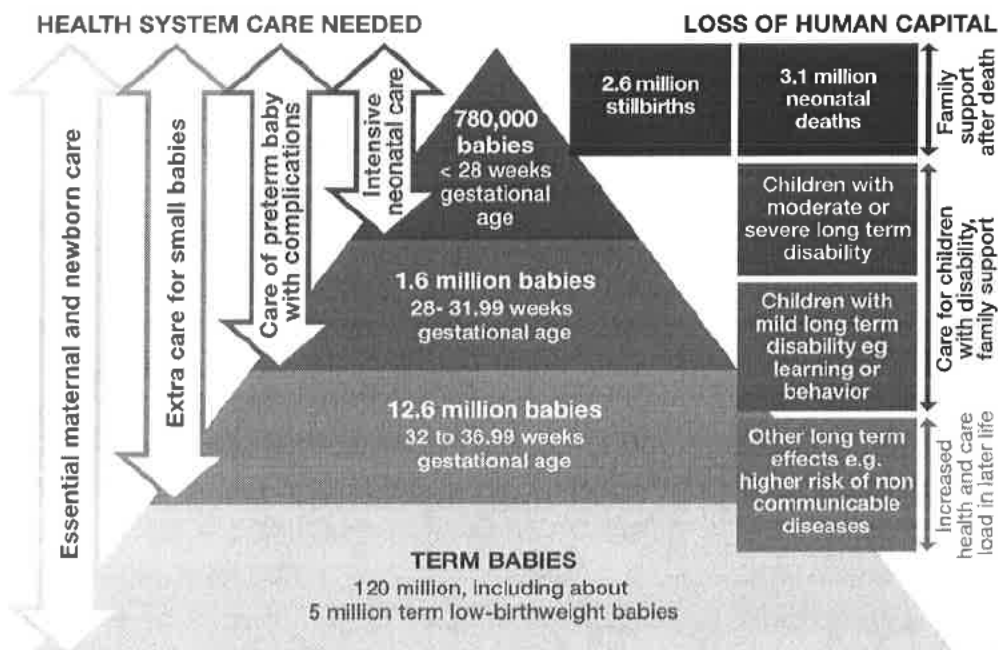 HEALTH SYSTEM CARE NEEDED
LOSS OF HUMAN CAPITAL
Essential maternal and newborn care
Extra care for small babies
Care of preterm baby
with complications
Intensive
neonatal care
780,000
babies
< 28 weeks
gestational
age
1.6 million babies
28- 31.99 weeks
gestational age
12.6 million babies
32 to 36.99 weeks
gestational age
TERM BABIES
120 million, including about
5 million term low-birthweight babies
2.6 million
stillbirths
3.1 million
neonatal
deaths
Family
support
after death
Children with
moderate or
severe long term
disability
Children with
mild long term
disability eg
learning or
behavior
Care for children
with disability,
family support
Other long term
effects e.g.
higher risk of non
communicable
diseases
Increased
health and care
load in later life